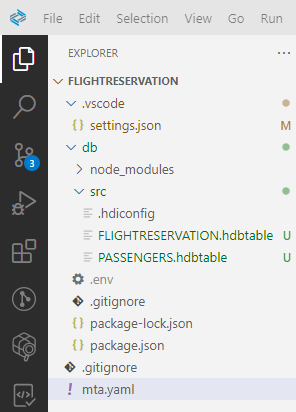 File Edit Selection View Go Run
EXPLORER
FLIGHTRESERVATION
.vscode
settings.json M
db
node_modules
src
.hdiconfig
FLIGHTRESERVATION.hdbtable U
PASSENGERS.hdbtable U
3
.env
.gitignore
package-lock.json
package.json
.gitignore
mta.yaml